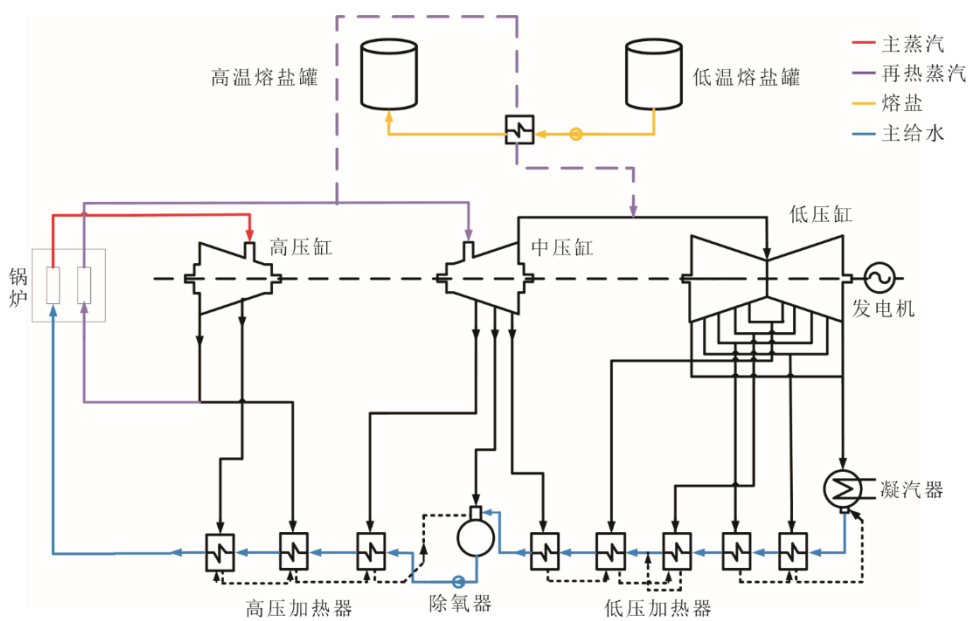 高温熔盐罐
低温熔盐罐
主蒸汽
再热蒸汽
熔盐
主给水
高压缸
中压缸
低压缸
锅炉
发电机
凝汽器
高压加热器
除氧器
低压加热器